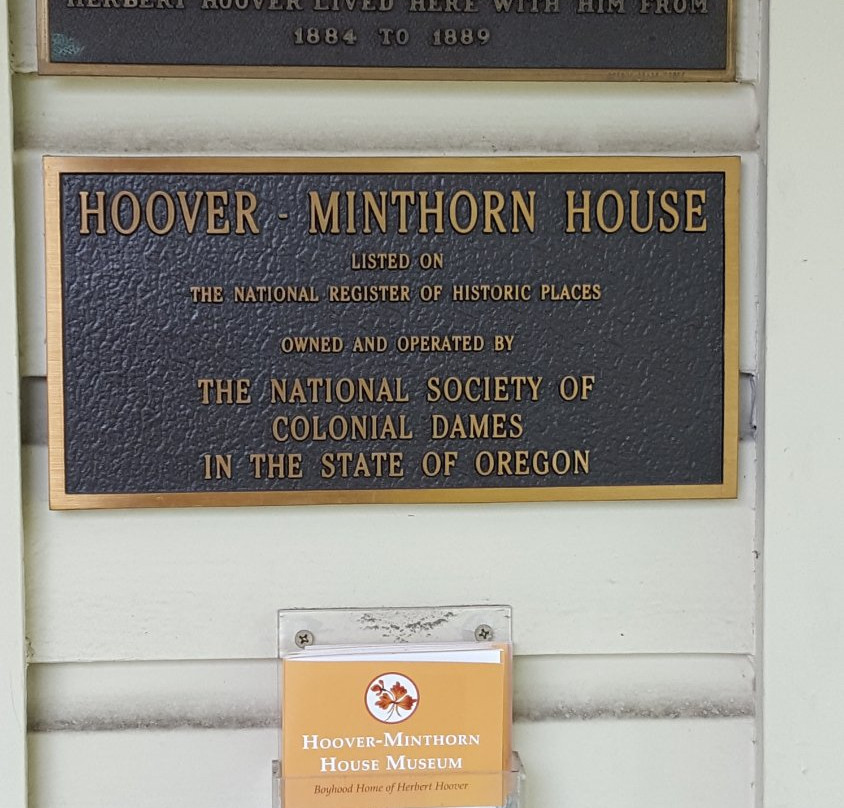 HERBERT HOOVER LIVED HERE WITH HIM FROM
1884 TO 1889
HOOVER - MINTHORN HOUSE
LISTED ON
THE NATIONAL REGISTER OF HISTORIC PLACES
OWNED AND OPERATED BY
THE NATIONAL SOCIETY OF
COLONIAL DAMES
IN THE STATE OF OREGON
HOOVER-MINTHORN
HOUSE MUSEUM
Boyhood Home of Herbert Hoover